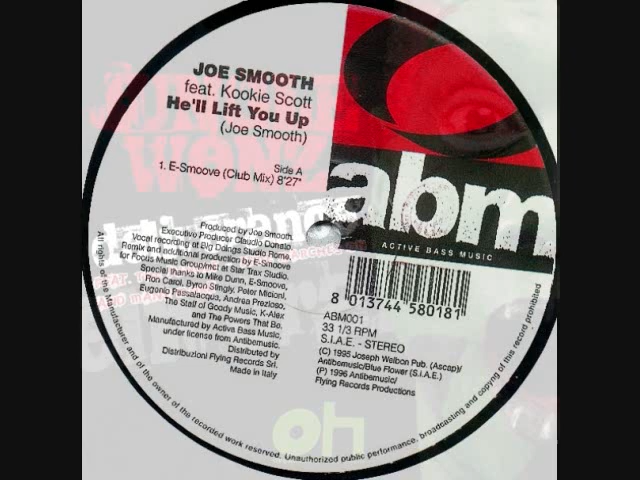 JOE SMOOTH
feat. Kookie Scott
He'll Lift You Up
(Joe Smooth)
Side A
1. E-Smoove (Club Mix) 8"27"
Produced by Joe Smooth,
Executive Producer Claudio Donato,
Vocal recording at Big Doings Studio Rome,
Remix and additional production by E-Smoove
for Focus Music Group/mixt at Star Trax Studio.
Special thanks to Mike Dunn, E-Smoove,
Ron Carol, Byron Stingly, Peter Micioni,
Eugenio Passalacqua, Andrea Prezioso,
The Staff of Goody Music, K-Alex
and The Powers That Be.
Manufactured by Active Bass Music,
under license from Antibemusic.
Distributed by
Distribuzioni Flying Records Srl.
Made in Italy
abm
ACTIVE BASS MUSIC
8 013744 580181
ABM001
33 1/3 RPM
S.I.A.E. - STEREO
(C) 1995 Joseph Welbon Pub. (Ascap)/
Antibemusic/Blue Flower (S.I.A.E.)
(P) 1996 Antibemusic/
Flying Records Productions
All rights of the Manufacturer and of the owner of the recorded work reserved. Unauthorized public performance, broadcasting and copying of this record prohibited
oh